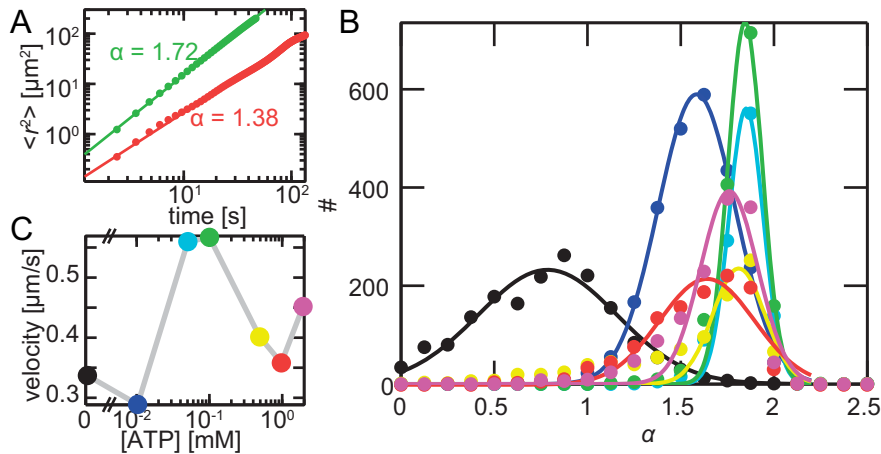 A
<r²> [μm²]
10²
10¹
10⁰
α = 1.72
α = 1.38
10¹
10²
time [s]
B
#
600
400
200
0
0
0.5
1.0
1.5
2.0
2.5
α
C
velocity [μm/s]
0.5
0.4
0.3
//
//
0
10⁻²
10⁻¹
10⁰
[ATP] [mM]